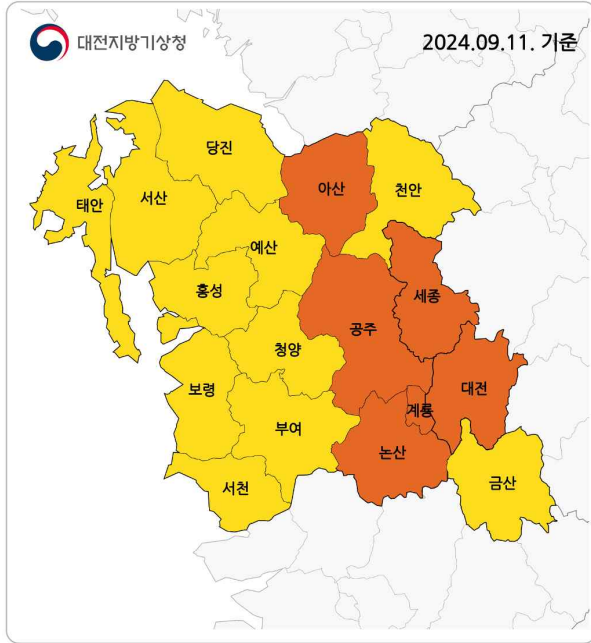 대전지방기상청
2024.09.11. 기준
당진
아산
천안
태안
서산
예산
홍성
세종
공주
청양
보령
대전
계룡
부여
논산
서천
금산